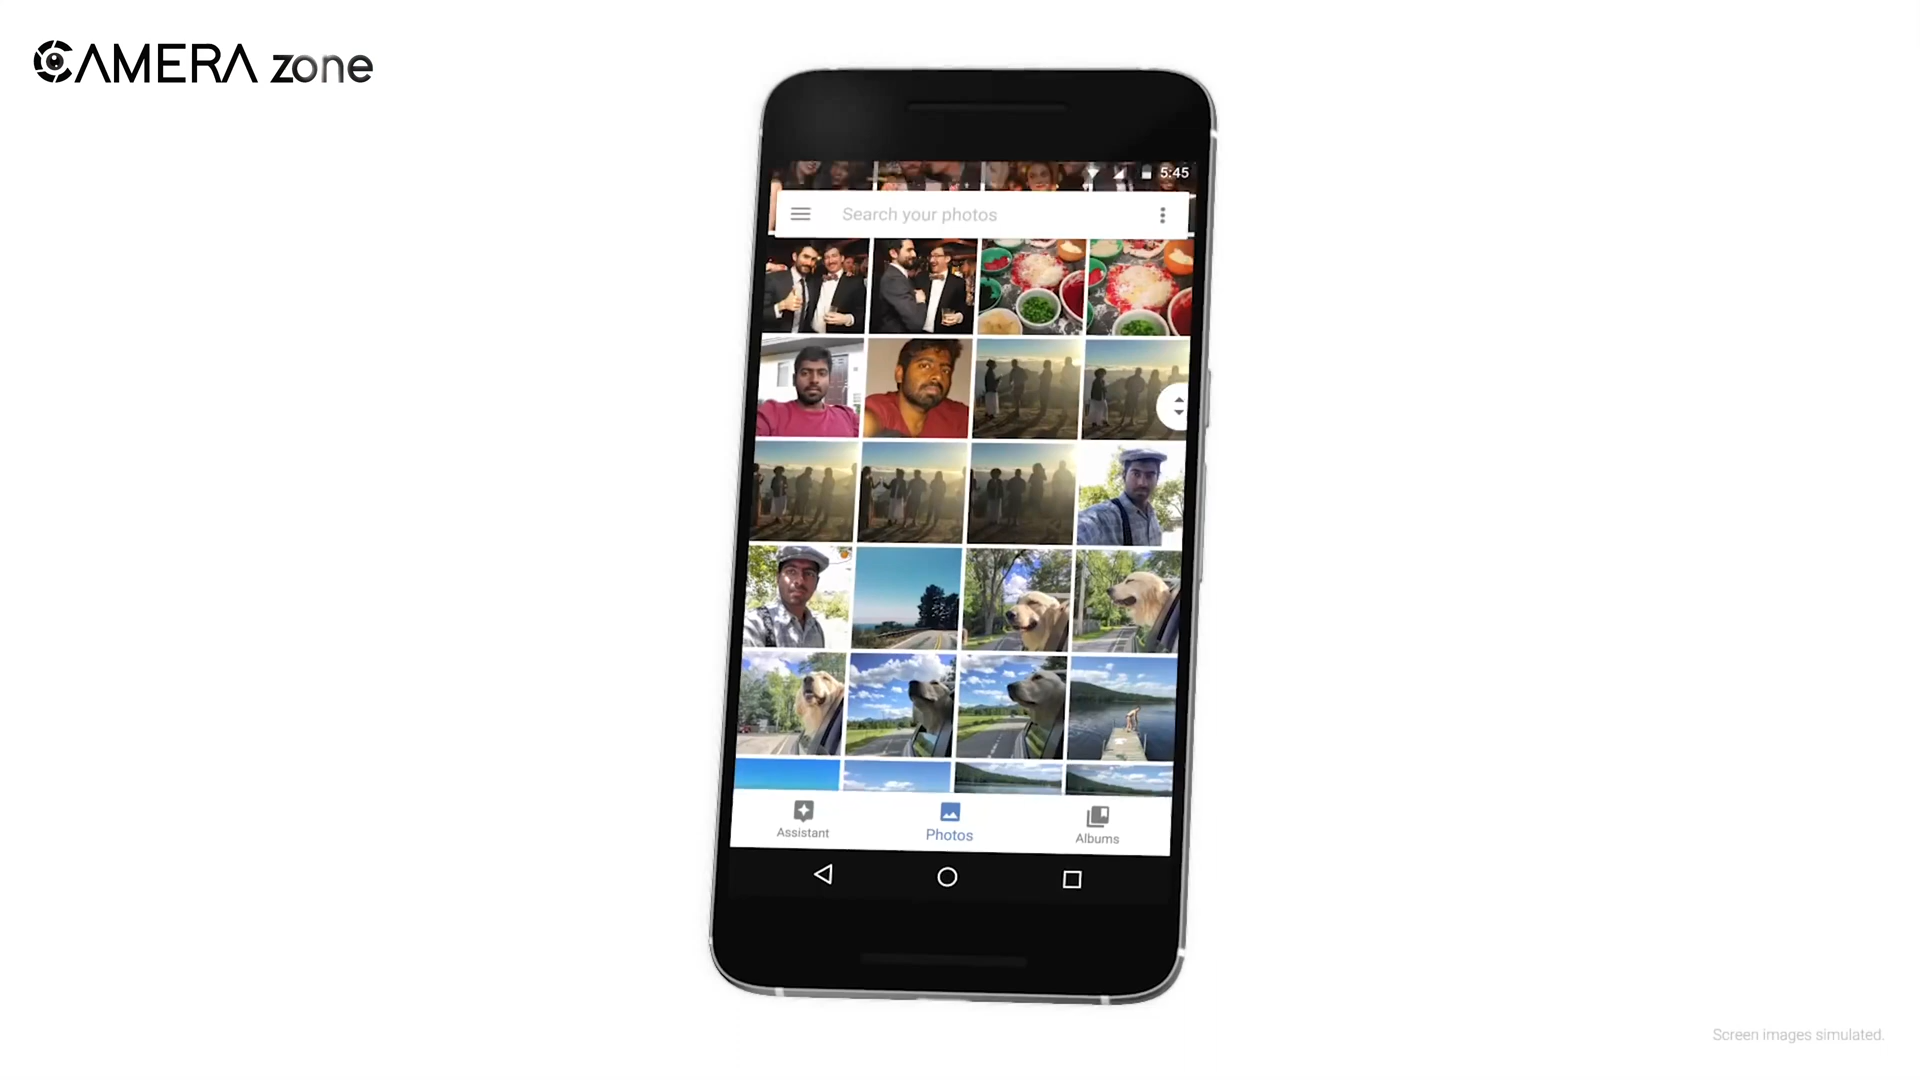 CAMERA zone
5:45
Search your photos
Assistant
Photos
Albums
Screen images simulated.